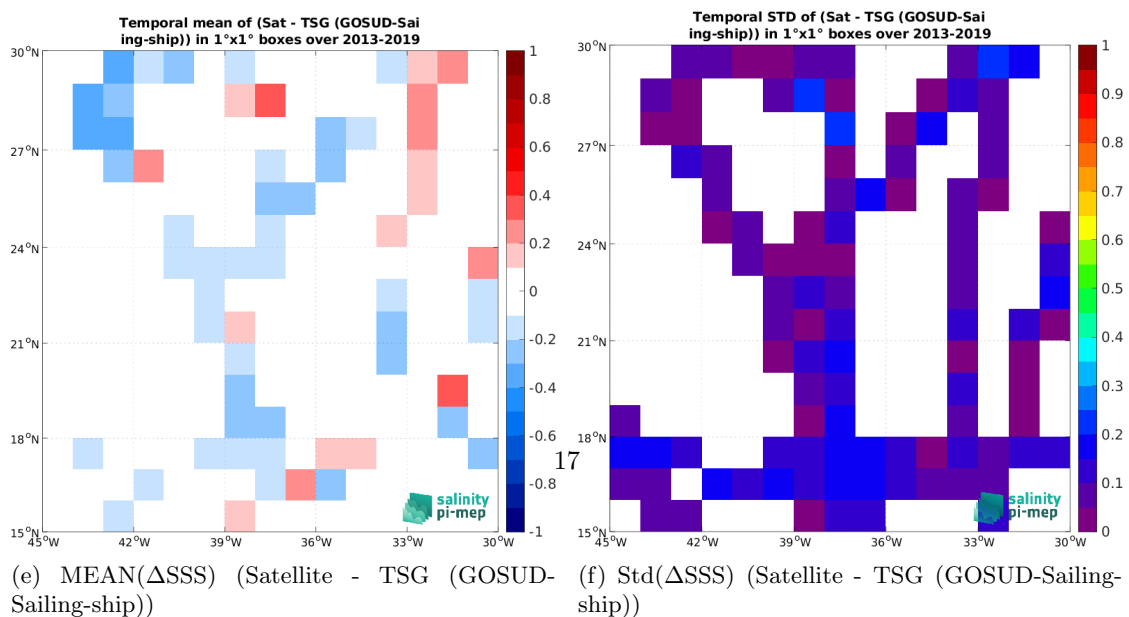 Temporal mean of (Sat - TSG (GOSUD-Sai
ing-ship)) in 1°x1° boxes over 2013-2019
30°N
27°N
24°N
21°N
18°N
15°N
45°W
42°W
39°W
36°W
33°W
30°W
1
0.8
0.6
0.4
0.2
0
-0.2
-0.4
-0.6
-0.8
-1
salinity
pi-mep
Temporal STD of (Sat - TSG (GOSUD-Sai
ing-ship)) in 1°x1° boxes over 2013-2019
30°N
27°N
24°N
21°N
18°N
15°N
45°W
42°W
39°W
36°W
33°W
30°W
1
0.9
0.8
0.7
0.6
0.5
0.4
0.3
0.2
0.1
0
salinity
pi-mep
17
(e) MEAN(ΔSSS) (Satellite - TSG (GOSUD-
Sailing-ship))
(f) Std(ΔSSS) (Satellite - TSG (GOSUD-Sailing-
ship))